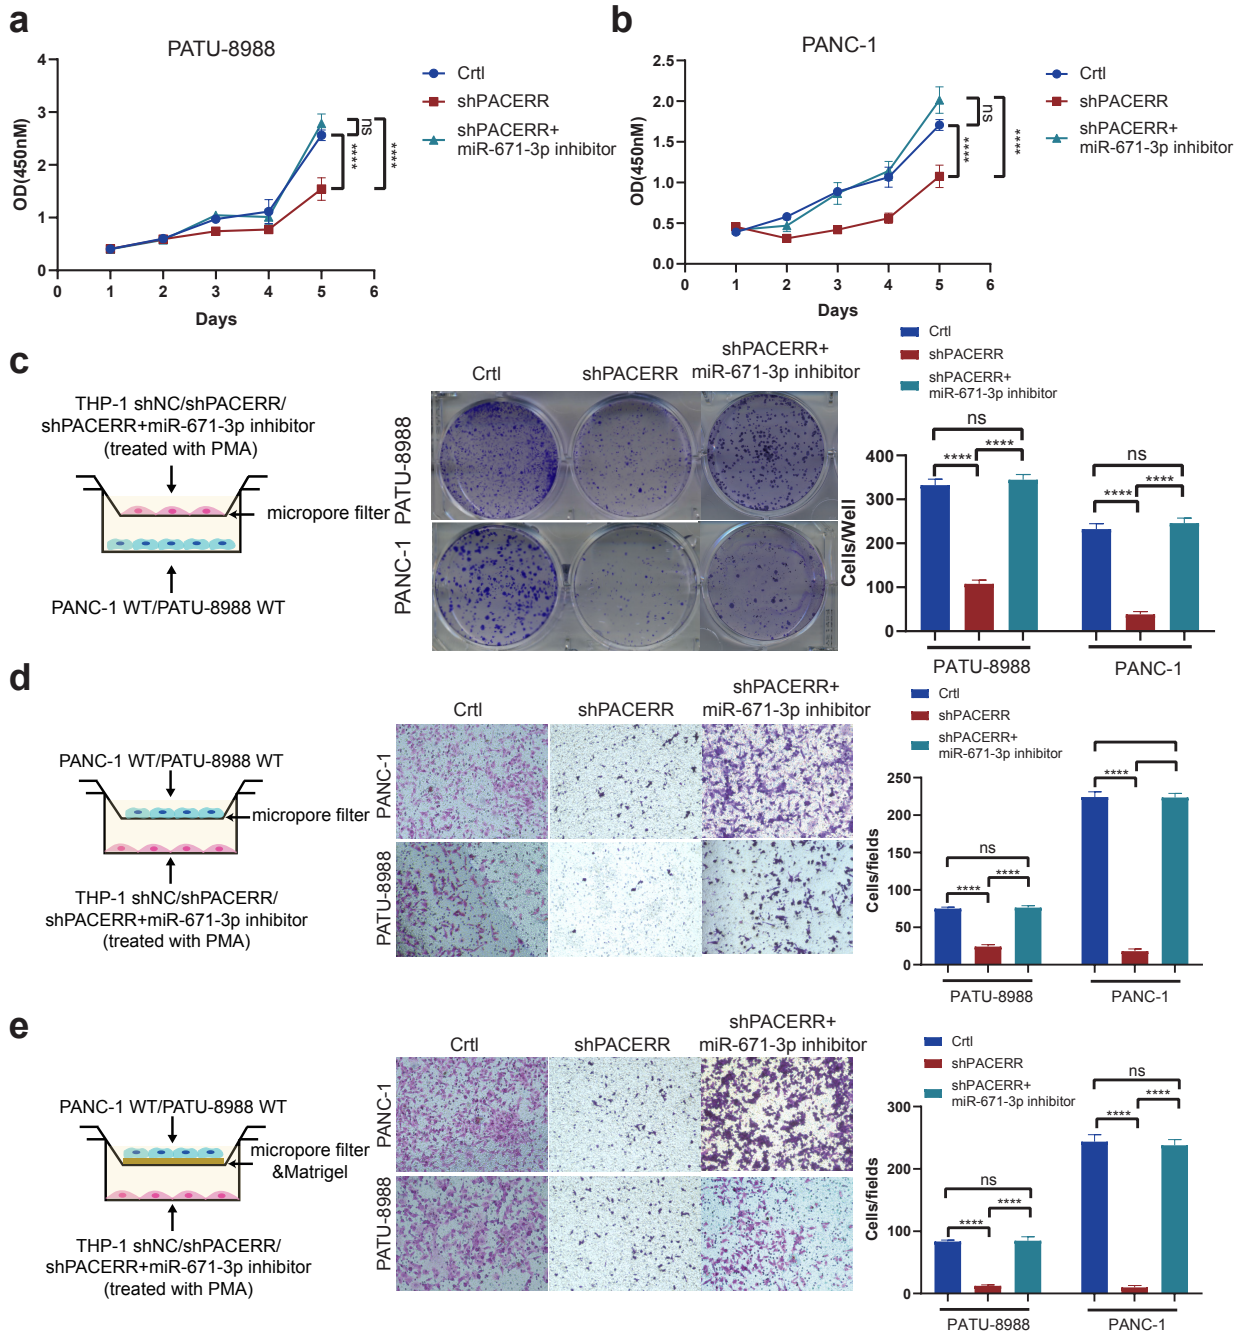 a
PATU-8988
OD(450nM)
4
3
2
1
0
0
1
2
3
4
5
6
Days
Crtl
shPACERR
shPACERR+
miR-671-3p inhibitor
ns
****
****
b
PANC-1
OD(450nM)
2.5
2.0
1.5
1.0
0.5
0.0
0
1
2
3
4
5
6
Days
Crtl
shPACERR
shPACERR+
miR-671-3p inhibitor
ns
****
****
c
THP-1 shNC/shPACERR/
shPACERR+miR-671-3p inhibitor
(treated with PMA)
micropore filter
PANC-1 WT/PATU-8988 WT
Crtl
shPACERR
shPACERR+
miR-671-3p inhibitor
PATU-8988
PANC-1
Crtl
shPACERR
shPACERR+
miR-671-3p inhibitor
Cells/Well
400
300
200
100
0
ns
****
****
ns
****
****
PATU-8988
PANC-1
d
PANC-1 WT/PATU-8988 WT
micropore filter
THP-1 shNC/shPACERR/
shPACERR+miR-671-3p inhibitor
(treated with PMA)
Crtl
shPACERR
shPACERR+
miR-671-3p inhibitor
PANC-1
PATU-8988
Crtl
shPACERR
shPACERR+
miR-671-3p inhibitor
Cells/fields
250
200
150
100
50
0
ns
****
****
****
PATU-8988
PANC-1
e
PANC-1 WT/PATU-8988 WT
micropore filter
&Matrigel
THP-1 shNC/shPACERR/
shPACERR+miR-671-3p inhibitor
(treated with PMA)
Crtl
shPACERR
shPACERR+
miR-671-3p inhibitor
PANC-1
PATU-8988
Crtl
shPACERR
shPACERR+
miR-671-3p inhibitor
Cells/fields
300
200
100
0
ns
****
****
ns
****
****
PATU-8988
PANC-1